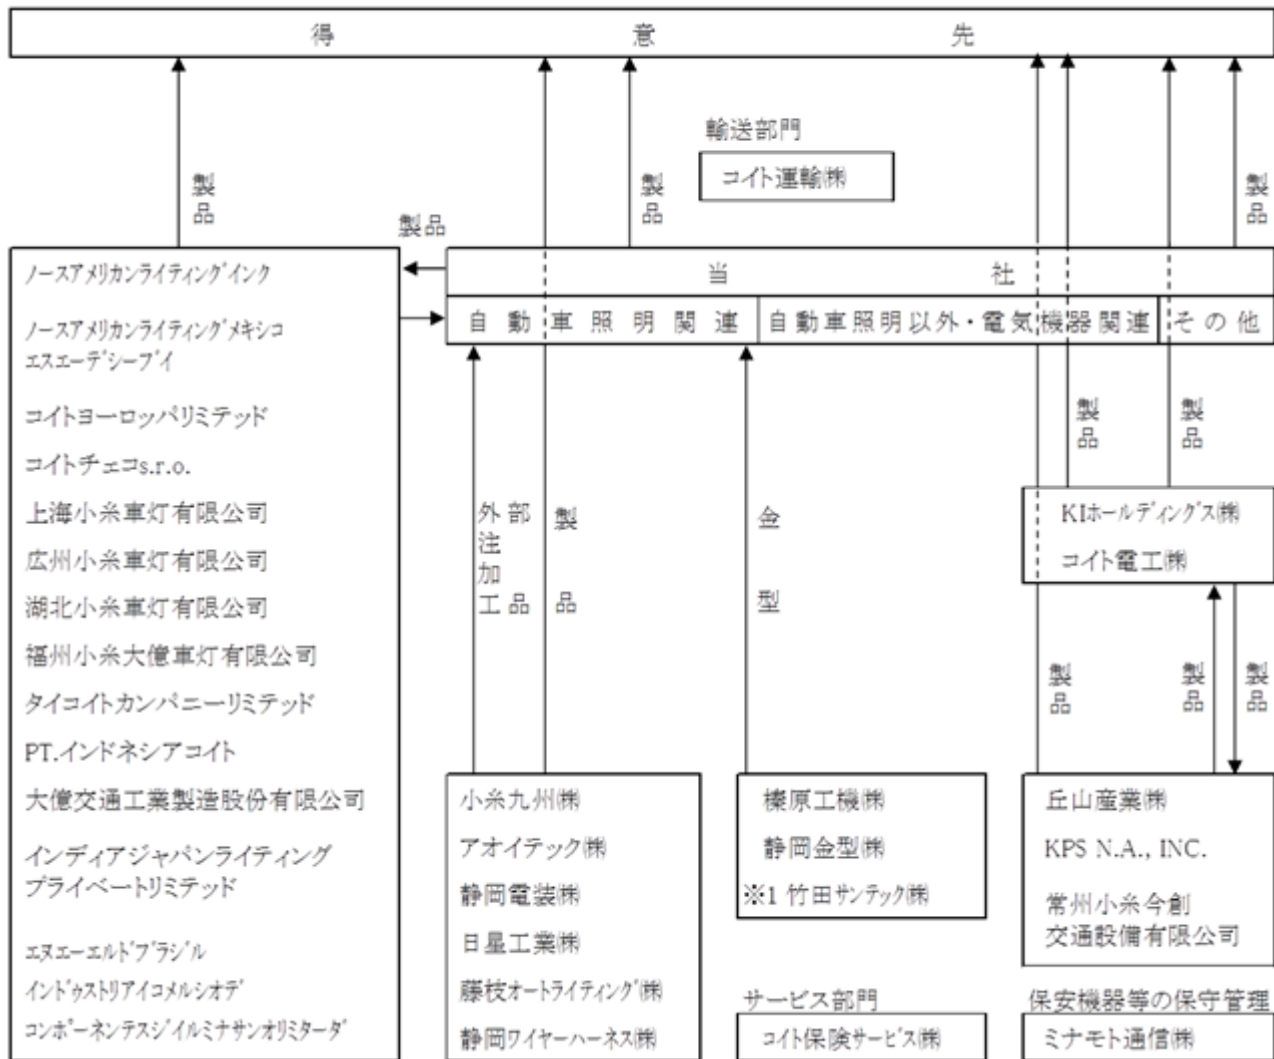 得意先
輸送部門
コイト運輸㈱
製品
製品
製品
製品
当社
自動車照明関連
自動車照明以外・電気機器関連
その他
ノースアメリカンライティングインク
ノースアメリカンライティングメキシコ
エスエーデシーブイ
コイトヨーロッパリミテッド
コイトチェコs.r.o.
上海小糸車灯有限公司
広州小糸車灯有限公司
湖北小糸車灯有限公司
福州小糸大億車灯有限公司
タイコイトカンパニーリミテッド
PT.インドネシアコイト
大億交通工業製造股份有限公司
インディアジャパンライティング
プライベートリミテッド
エヌエーエルドブラジル
インドゥストリアイコメルシオデ
コンポーネンテスジイルミナサンオリミターダ
外注加工
部品
製品
金型
製品
製品
KIホールディングス㈱
コイト電工㈱
製品
製品
製品
小糸九州㈱
アオイテック㈱
静岡電装㈱
日星工業㈱
藤枝オートライティング㈱
静岡ワイヤーハーネス㈱
榛原工機㈱
静岡金型㈱
※1 竹田サンテック㈱
サービス部門
コイト保険サービス㈱
丘山産業㈱
KPS N.A., INC.
常州小糸今創
交通設備有限公司
保安機器等の保守管理
ミナモト通信㈱